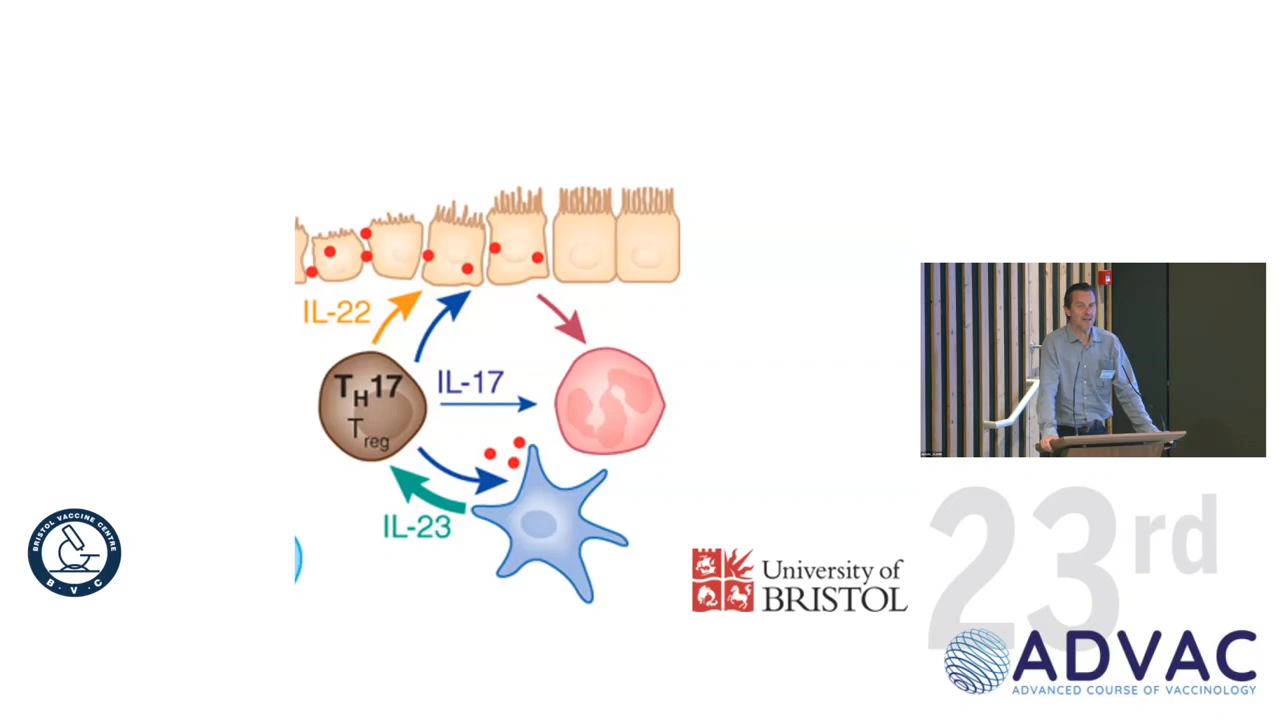 IL-22
TH17
Treg
IL-17
IL-23
BRISTOL VACCINE CENTRE
B · V · C
University of
BRISTOL
23rd
ADVAC
ADVANCED COURSE OF VACCINOLOGY